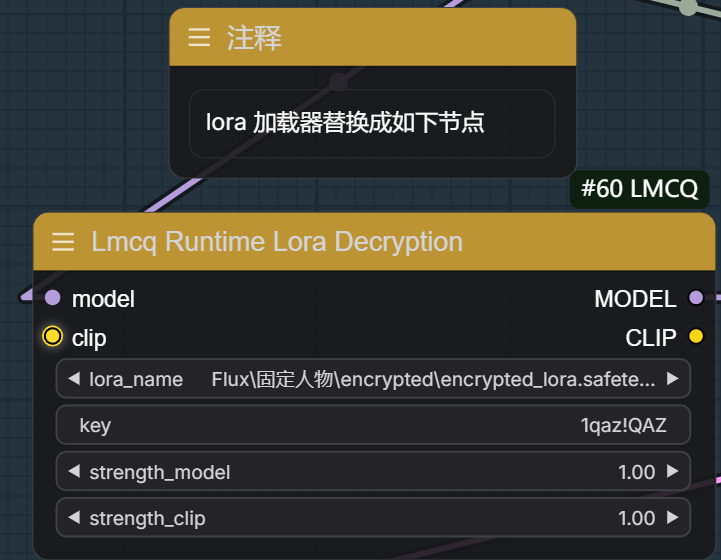 注释
lora 加载器替换成如下节点
#60 LMCQ
Lmcq Runtime Lora Decryption
model MODEL
clip CLIP
lora_name Flux\固定人物\encrypted\encrypted_lora.safete...
key 1qaz!QAZ
strength_model 1.00
strength_clip 1.00